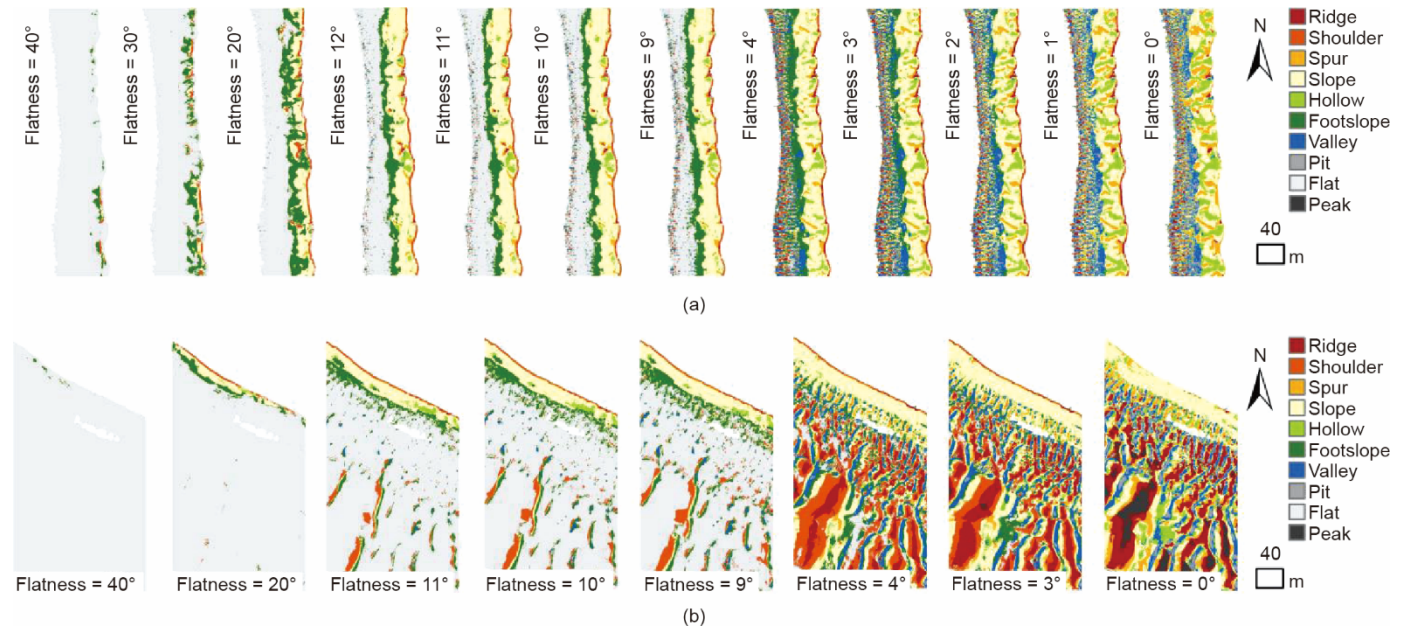 Flatness = 40°
Flatness = 30°
Flatness = 20°
Flatness = 12°
Flatness = 11°
Flatness = 10°
Flatness = 9°
Flatness = 4°
Flatness = 3°
Flatness = 2°
Flatness = 1°
Flatness = 0°
N
Ridge
Shoulder
Spur
Slope
Hollow
Footslope
Valley
Pit
Flat
Peak
40
m
(a)
N
Ridge
Shoulder
Spur
Slope
Hollow
Footslope
Valley
Pit
Flat
Peak
40
m
Flatness = 40°
Flatness = 20°
Flatness = 11°
Flatness = 10°
Flatness = 9°
Flatness = 4°
Flatness = 3°
Flatness = 0°
(b)